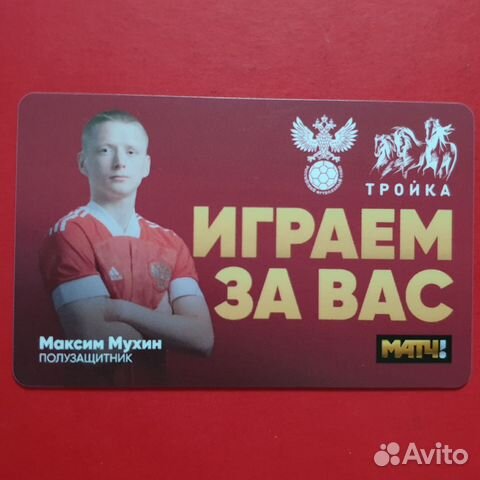 ТРОЙКА
ИГРАЕМ
ЗА ВАС
Максим Мухин
ПОЛУЗАЩИТНИК
МАТЧ!
Avito